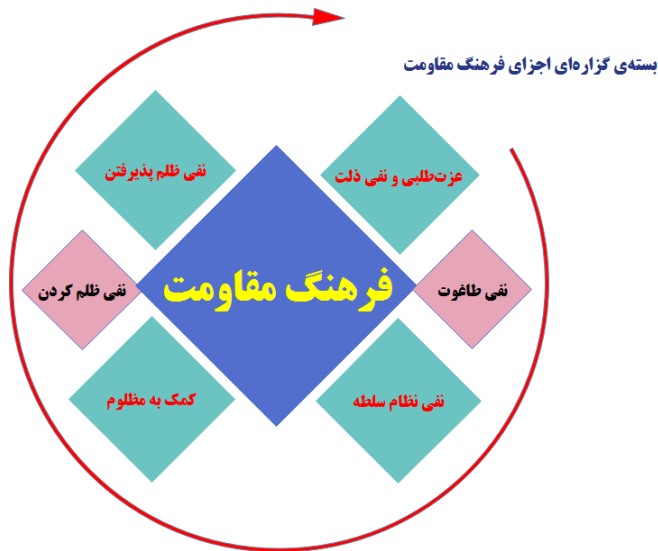 بسته‌ی گزاره‌ای اجزای فرهنگ مقاومت
عزت‌طلبی و نفی ذلت
نفی ظلم پذیرفتن
نفی طاغوت
فرهنگ مقاومت
نفی ظلم کردن
نفی نظام سلطه
کمک به مظلوم